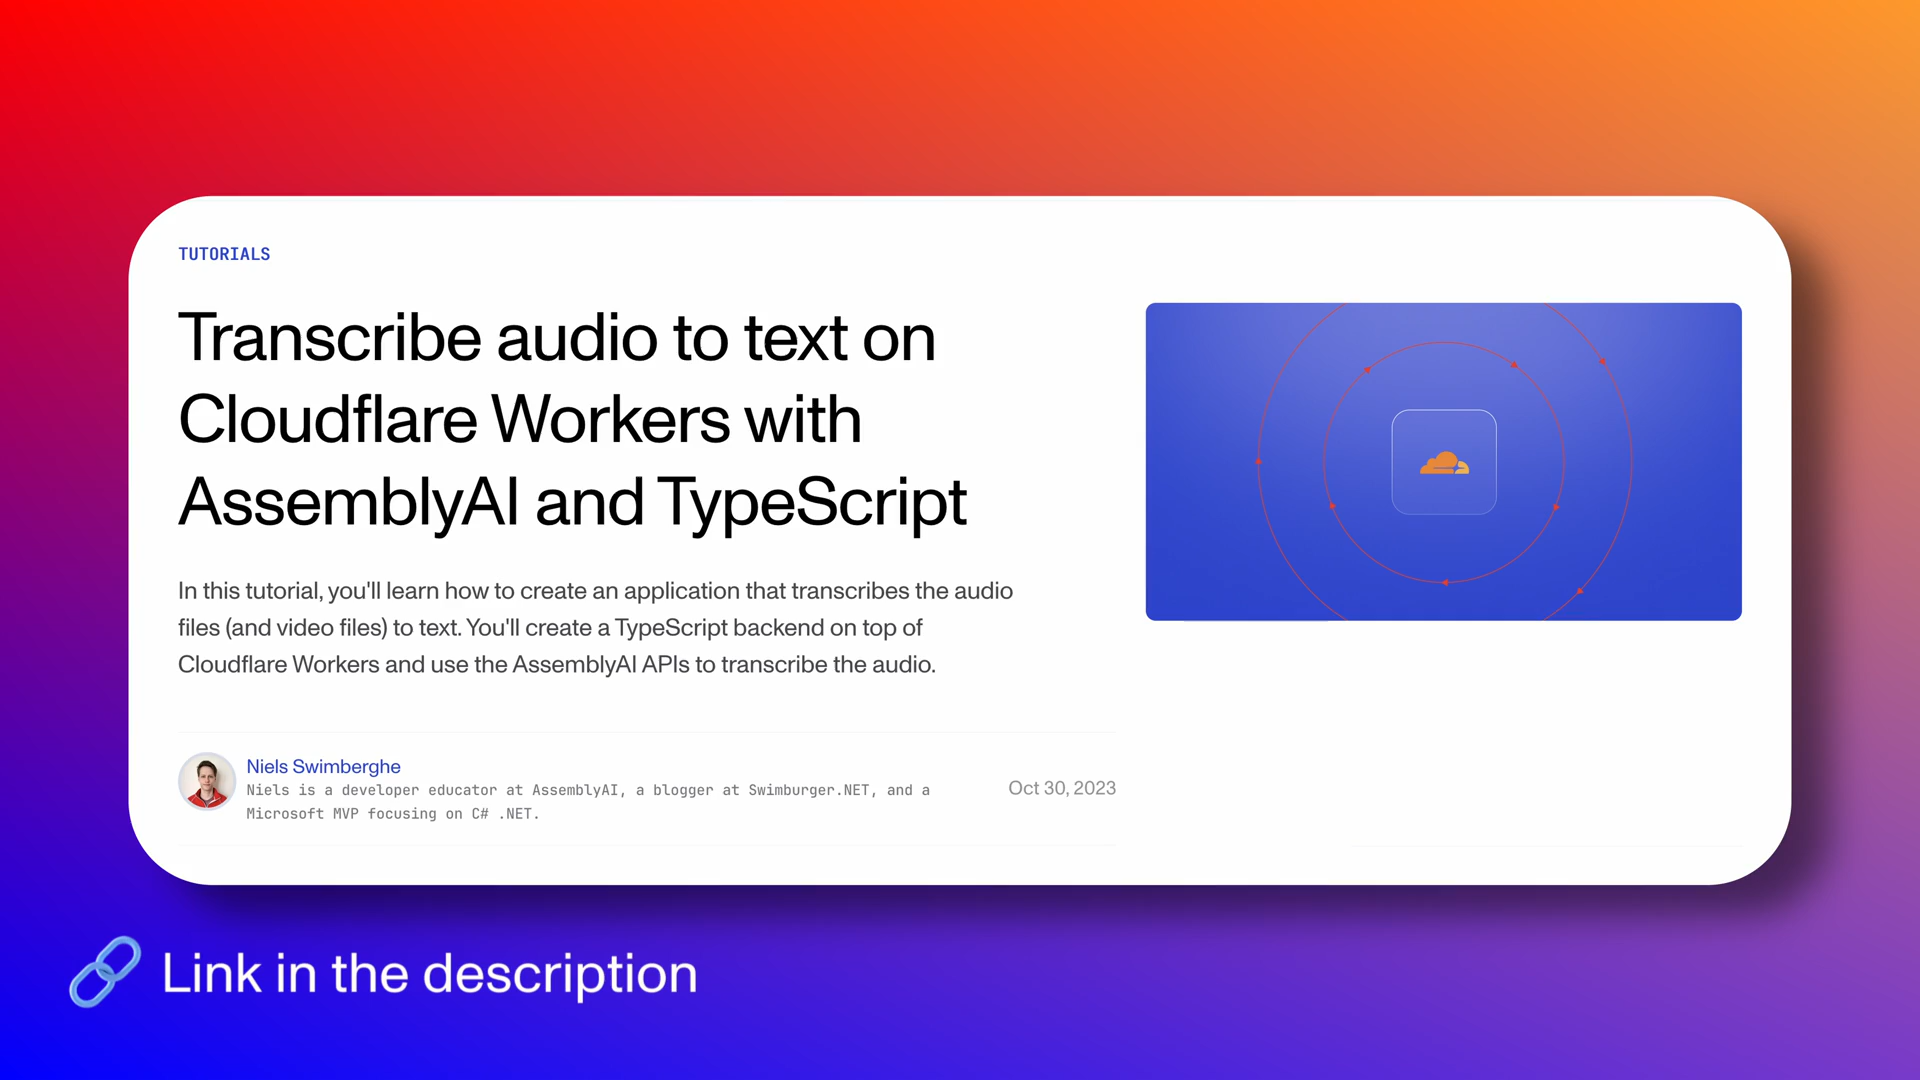 TUTORIALS
Transcribe audio to text on
Cloudflare Workers with
AssemblyAI and TypeScript
In this tutorial, you'll learn how to create an application that transcribes the audio
files (and video files) to text. You'll create a TypeScript backend on top of
Cloudflare Workers and use the AssemblyAI APIs to transcribe the audio.
Niels Swimberghe
Niels is a developer educator at AssemblyAI, a blogger at Swimburger.NET, and a
Microsoft MVP focusing on C# .NET.
Oct 30, 2023
Link in the description